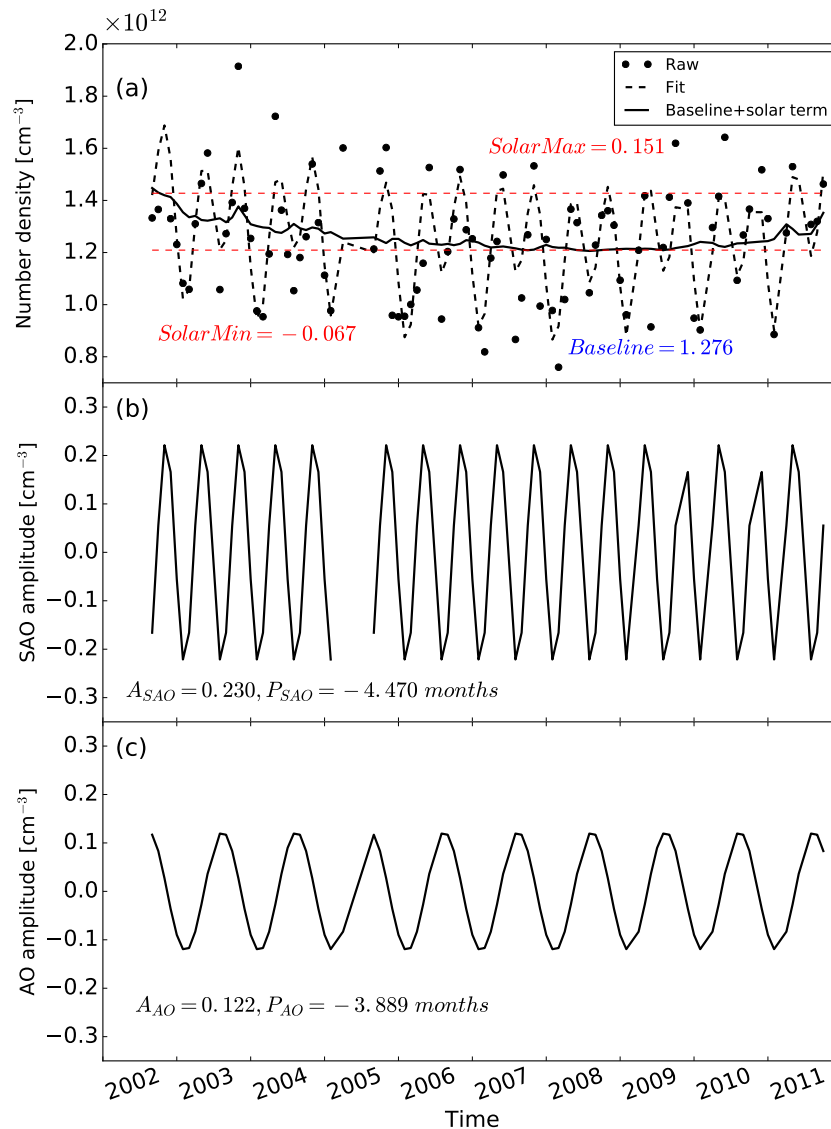 ×10¹²
2.0
1.8
1.6
1.4
1.2
1.0
0.8
Number density [cm⁻³]
(a)
Raw
Fit
Baseline+solar term
SolarMax = 0.151
SolarMin = −0.067
Baseline = 1.276
0.3
0.2
0.1
0.0
−0.1
−0.2
−0.3
SAO amplitude [cm⁻³]
(b)
A_SAO = 0.230, P_SAO = −4.470 months
0.3
0.2
0.1
0.0
−0.1
−0.2
−0.3
AO amplitude [cm⁻³]
(c)
A_AO = 0.122, P_AO = −3.889 months
2002 2003 2004 2005 2006 2007 2008 2009 2010 2011
Time